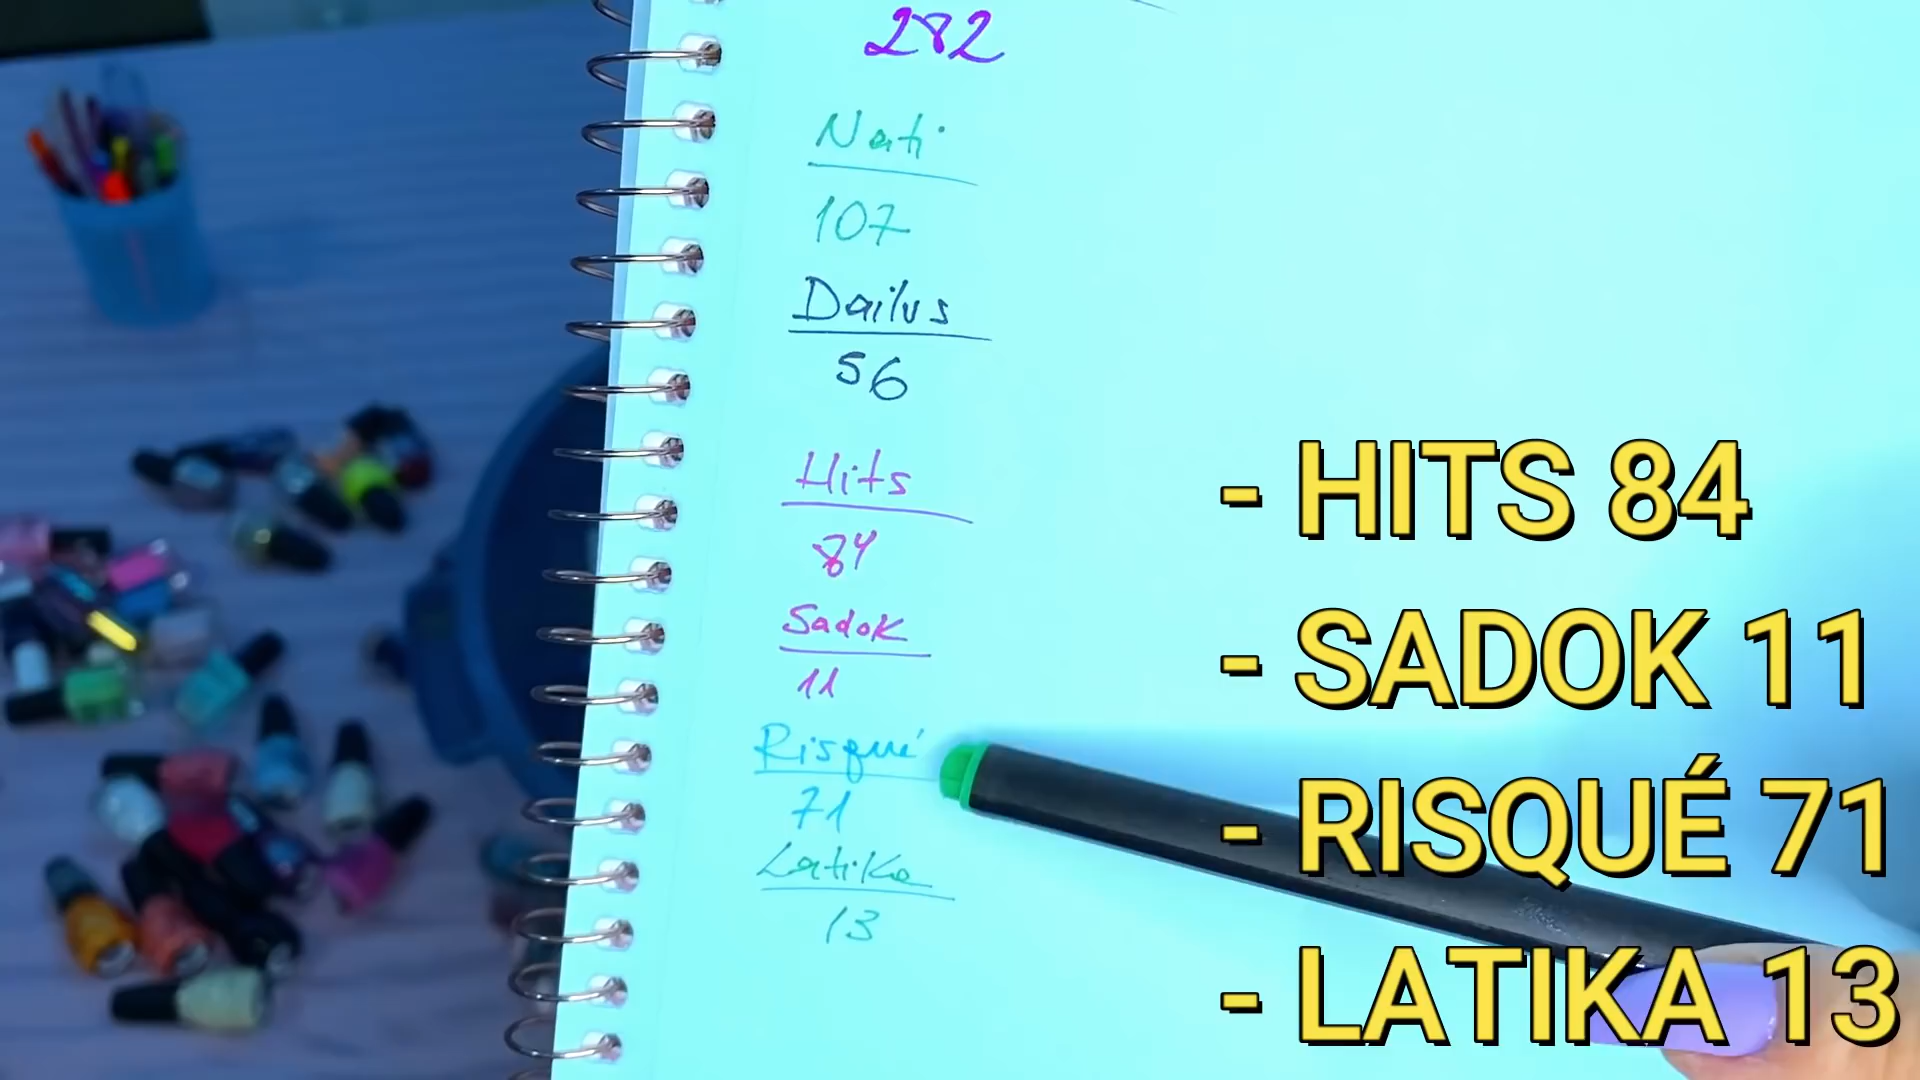 282
Nati
107
Dailus
56
Hits
84
Sadok
11
Risqué
71
Latika
13
- HITS 84
- SADOK 11
- RISQUÉ 71
- LATIKA 13